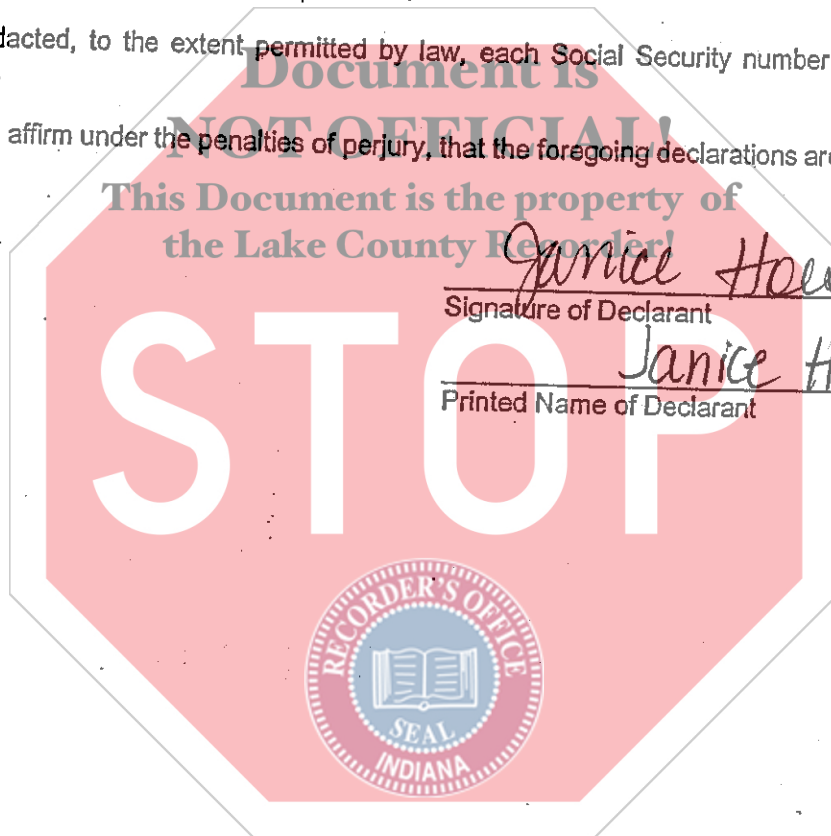 dacted, to the extent permitted by law, each Social Security number
Document is
affirm under the penalties of perjury, that the foregoing declarations are
NOT OFFICIAL!
This Document is the property of
the Lake County Recorder!
Janice
Signature of Declarant
Janice H
Printed Name of Declarant
STOP
RECORDER'S OFFICE
SEAL
INDIANA